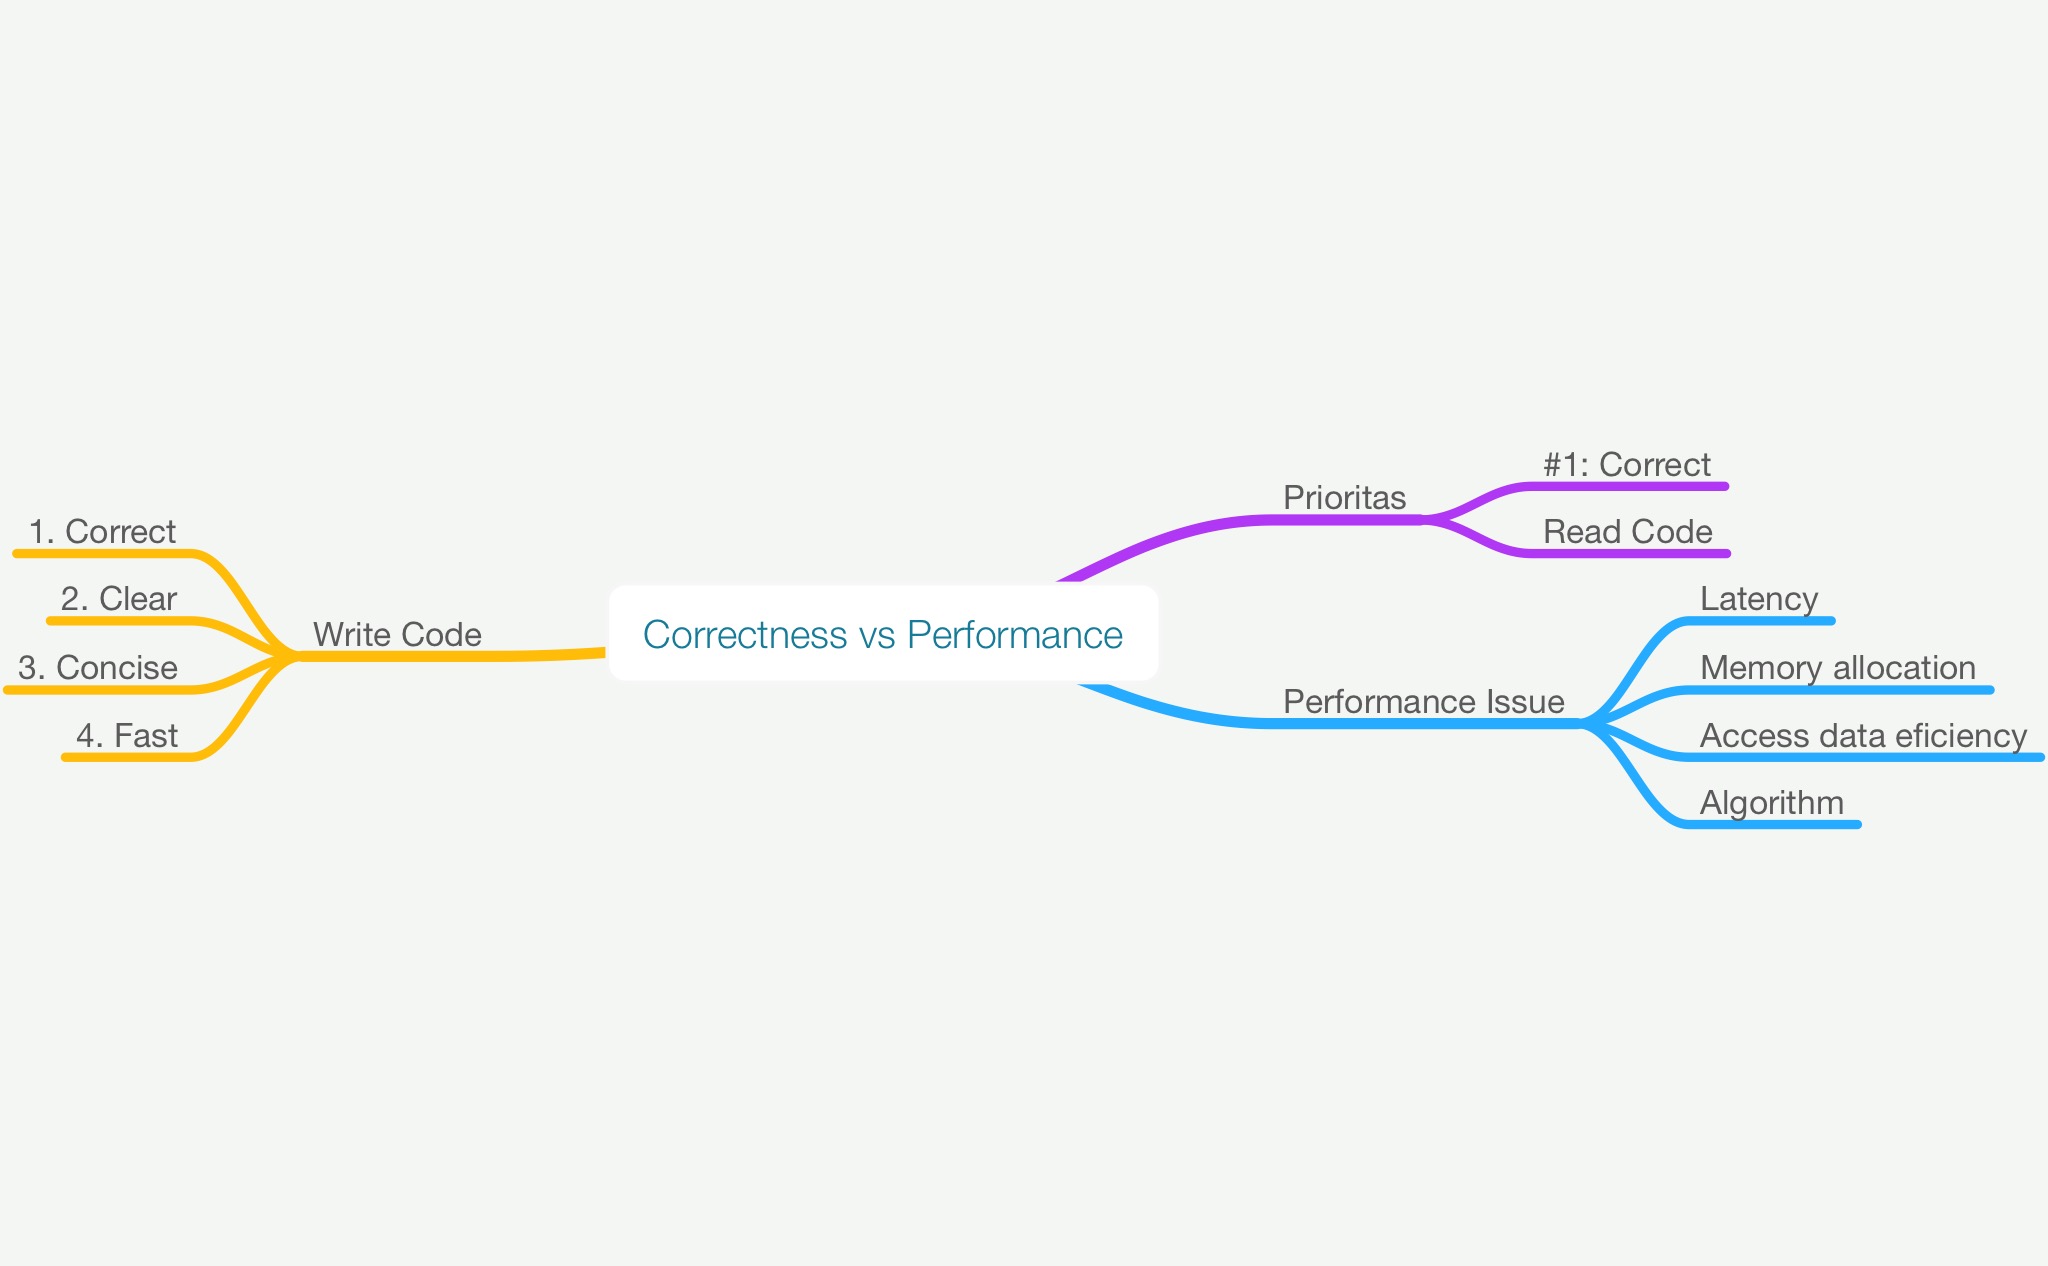 Correctness vs Performance
Prioritas
#1: Correct
Read Code
Performance Issue
Latency
Memory allocation
Access data eficiency
Algorithm
Write Code
1. Correct
2. Clear
3. Concise
4. Fast